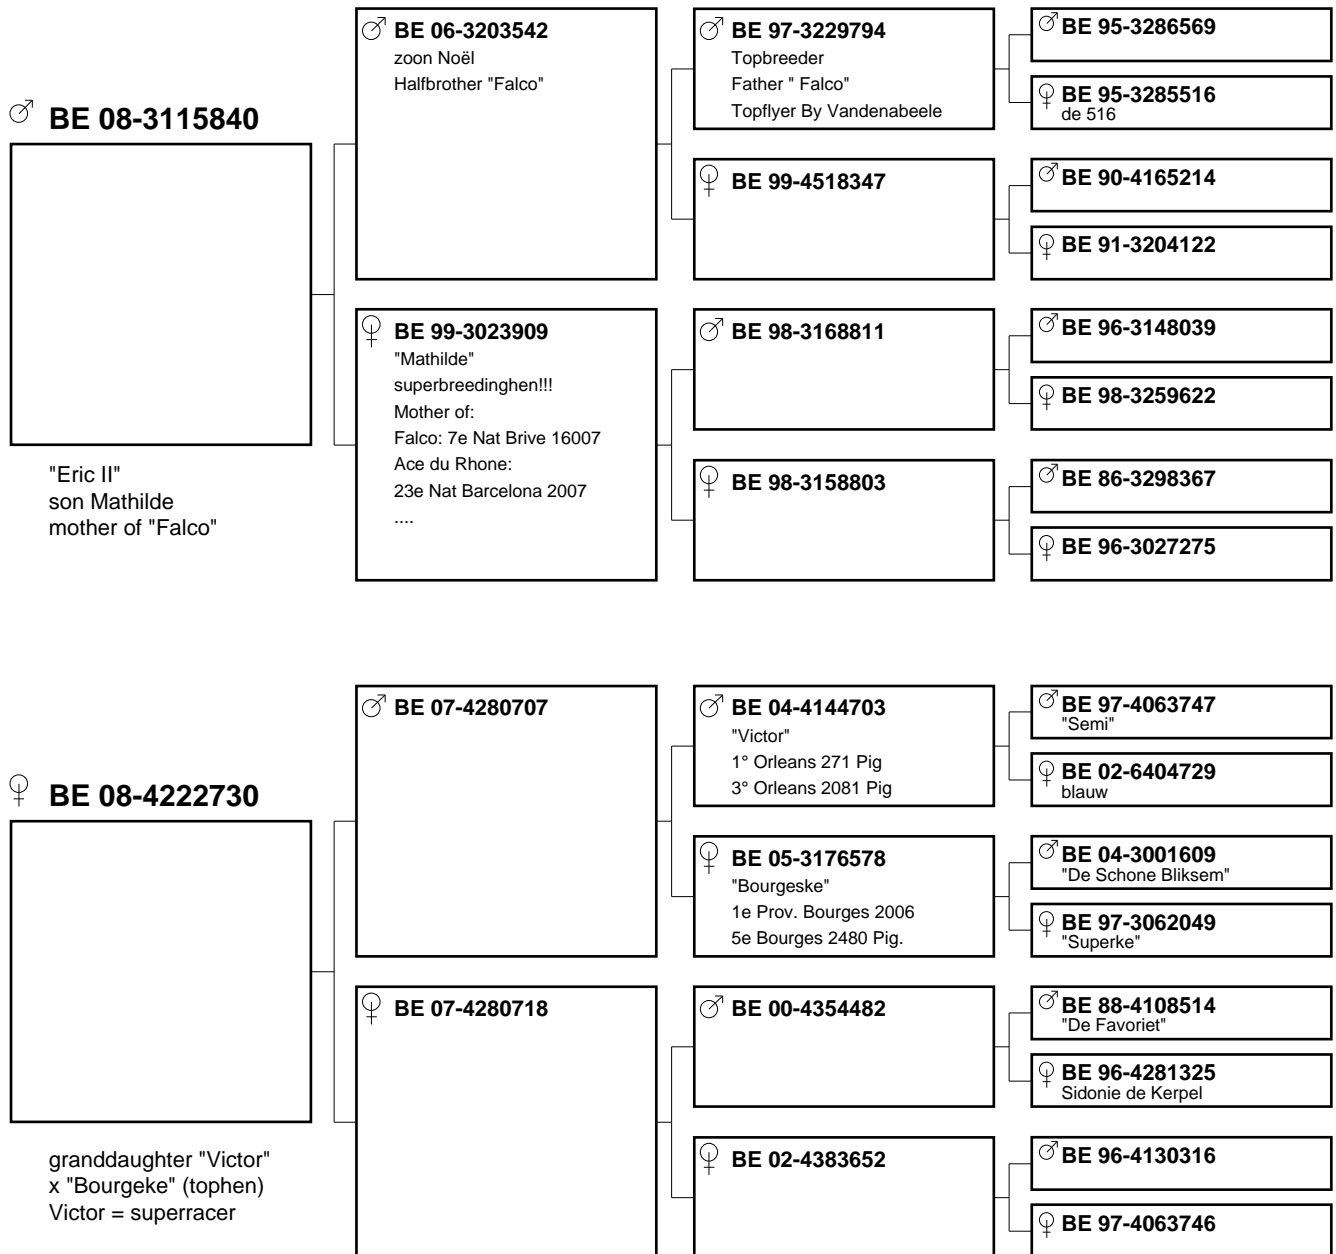 BE 08-3115840
"Eric II"
son Mathilde
mother of "Falco"
BE 06-3203542
zoon Noël
Halfbrother "Falco"
BE 99-3023909
"Mathilde"
superbreedinghen!!!
Mother of:
Falco: 7e Nat Brive 16007
Ace du Rhone:
23e Nat Barcelona 2007
....
BE 97-3229794
Topbreeder
Father " Falco"
Topflyer By Vandenabeele
BE 99-4518347
BE 98-3168811
BE 98-3158803
BE 95-3286569
BE 95-3285516
de 516
BE 90-4165214
BE 91-3204122
BE 96-3148039
BE 98-3259622
BE 86-3298367
BE 96-3027275
BE 08-4222730
granddaughter "Victor"
x "Bourgeke" (tophen)
Victor = superracer
BE 07-4280707
BE 07-4280718
BE 04-4144703
"Victor"
1° Orleans 271 Pig
3° Orleans 2081 Pig
BE 05-3176578
"Bourgeske"
1e Prov. Bourges 2006
5e Bourges 2480 Pig.
BE 00-4354482
BE 02-4383652
BE 97-4063747
"Semi"
BE 02-6404729
blauw
BE 04-3001609
"De Schone Bliksem"
BE 97-3062049
"Superke"
BE 88-4108514
"De Favoriet"
BE 96-4281325
Sidonie de Kerpel
BE 96-4130316
BE 97-4063746